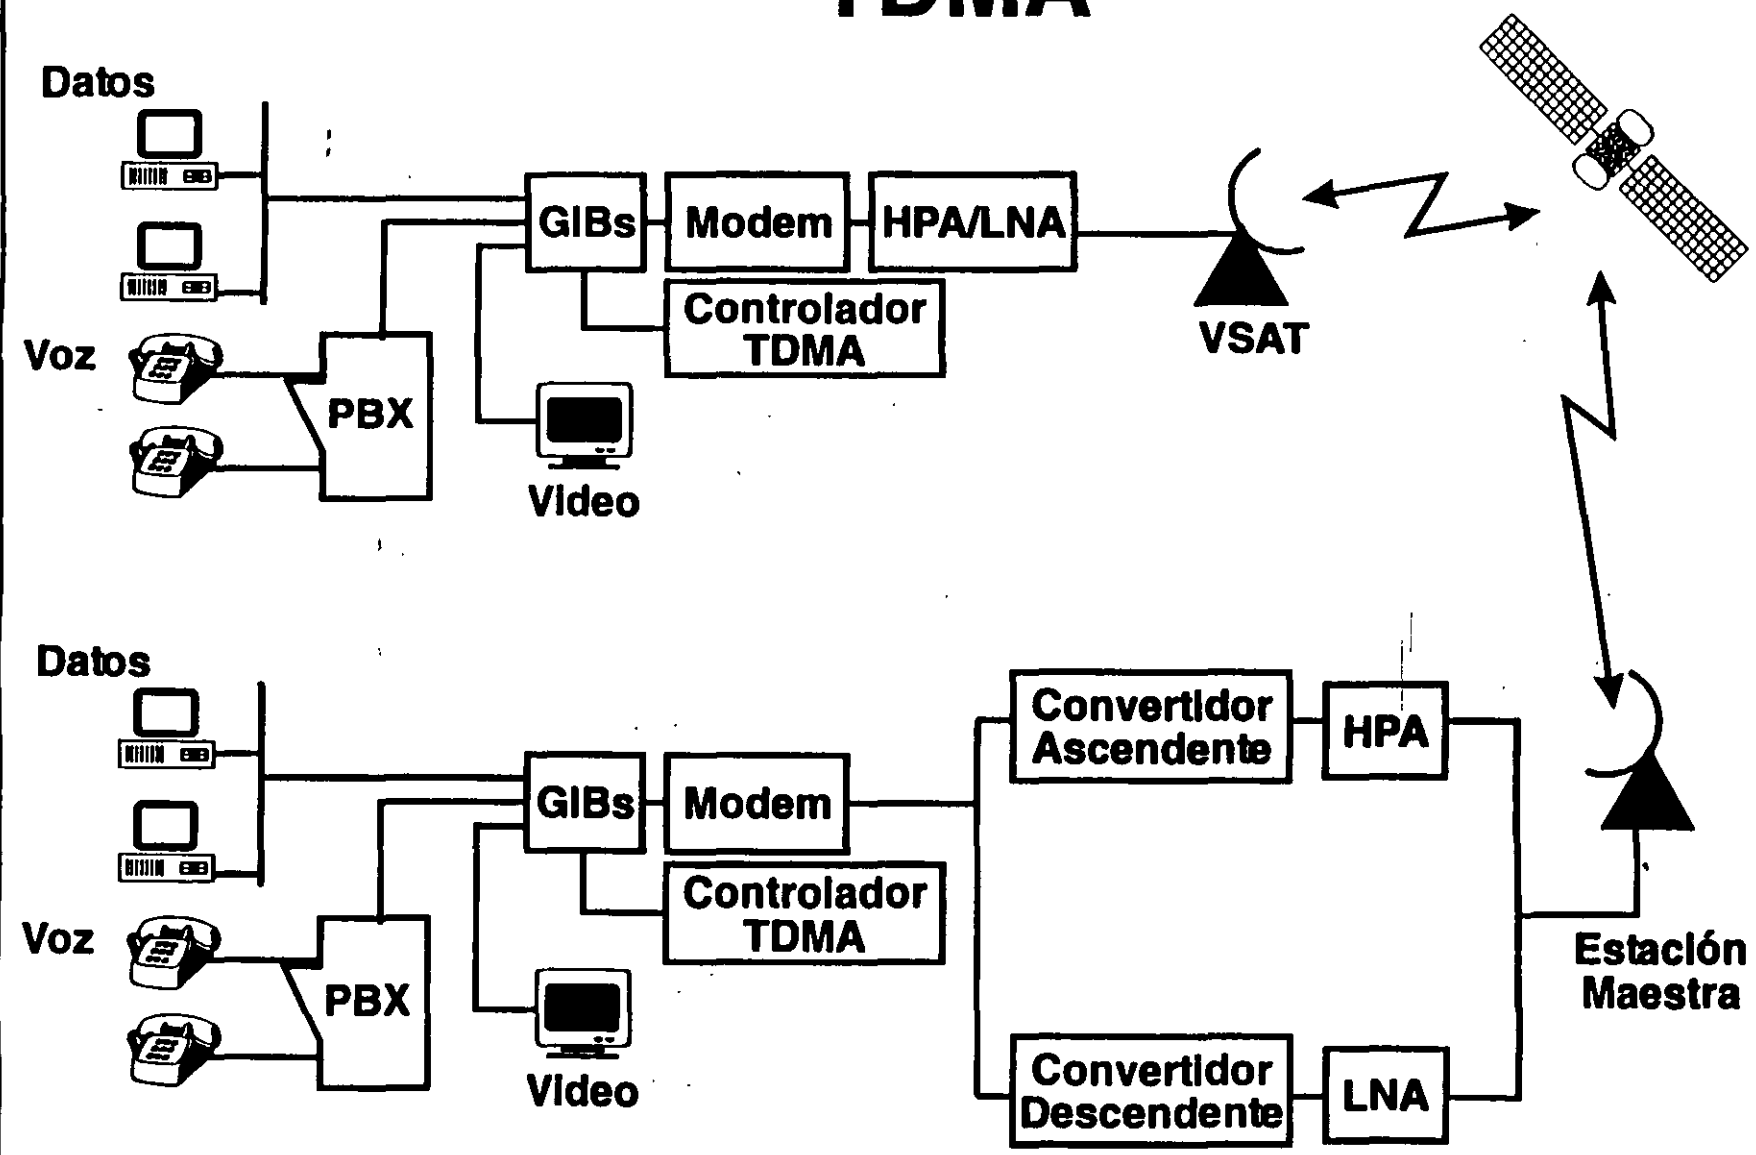 TDMA
Datos
GIBs
Modem
HPA/LNA
Controlador
TDMA
VSAT
Voz
PBX
Video
Datos
Convertidor
Ascendente
HPA
GIBs
Modem
Controlador
TDMA
Voz
PBX
Video
Estación
Maestra
Convertidor
Descendente
LNA